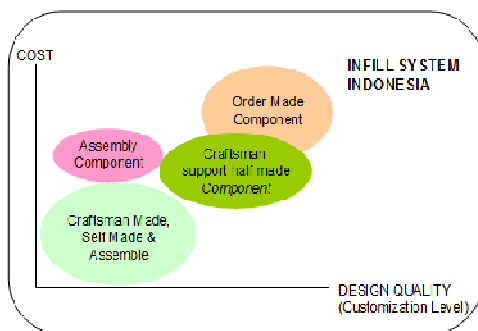 COST
INFILL SYSTEM
INDONESIA
Order Made
Component
Assembly
Component
Craftsman
support half made
Component
Craftsman Made,
Self Made &
Assemble
DESIGN QUALITY
(Customization Level)